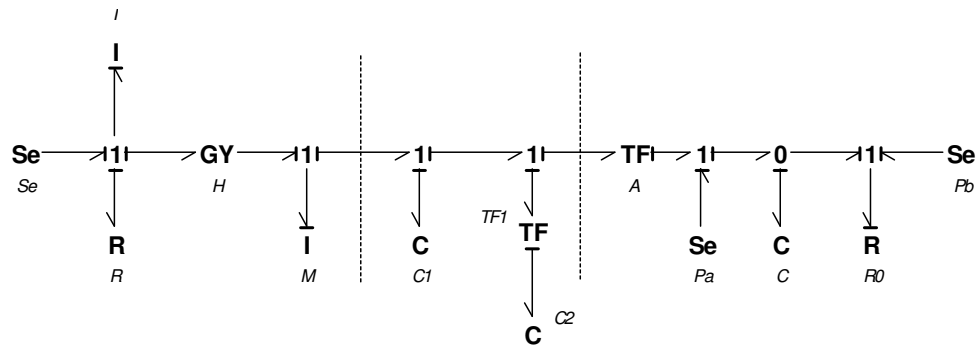 I
I
Se 1 GY 1 1 1 TF 1 0 1 Se
Se H A Pb
TF1 TF
R I C Se C R
R M C1 Pa C R0
C2
C